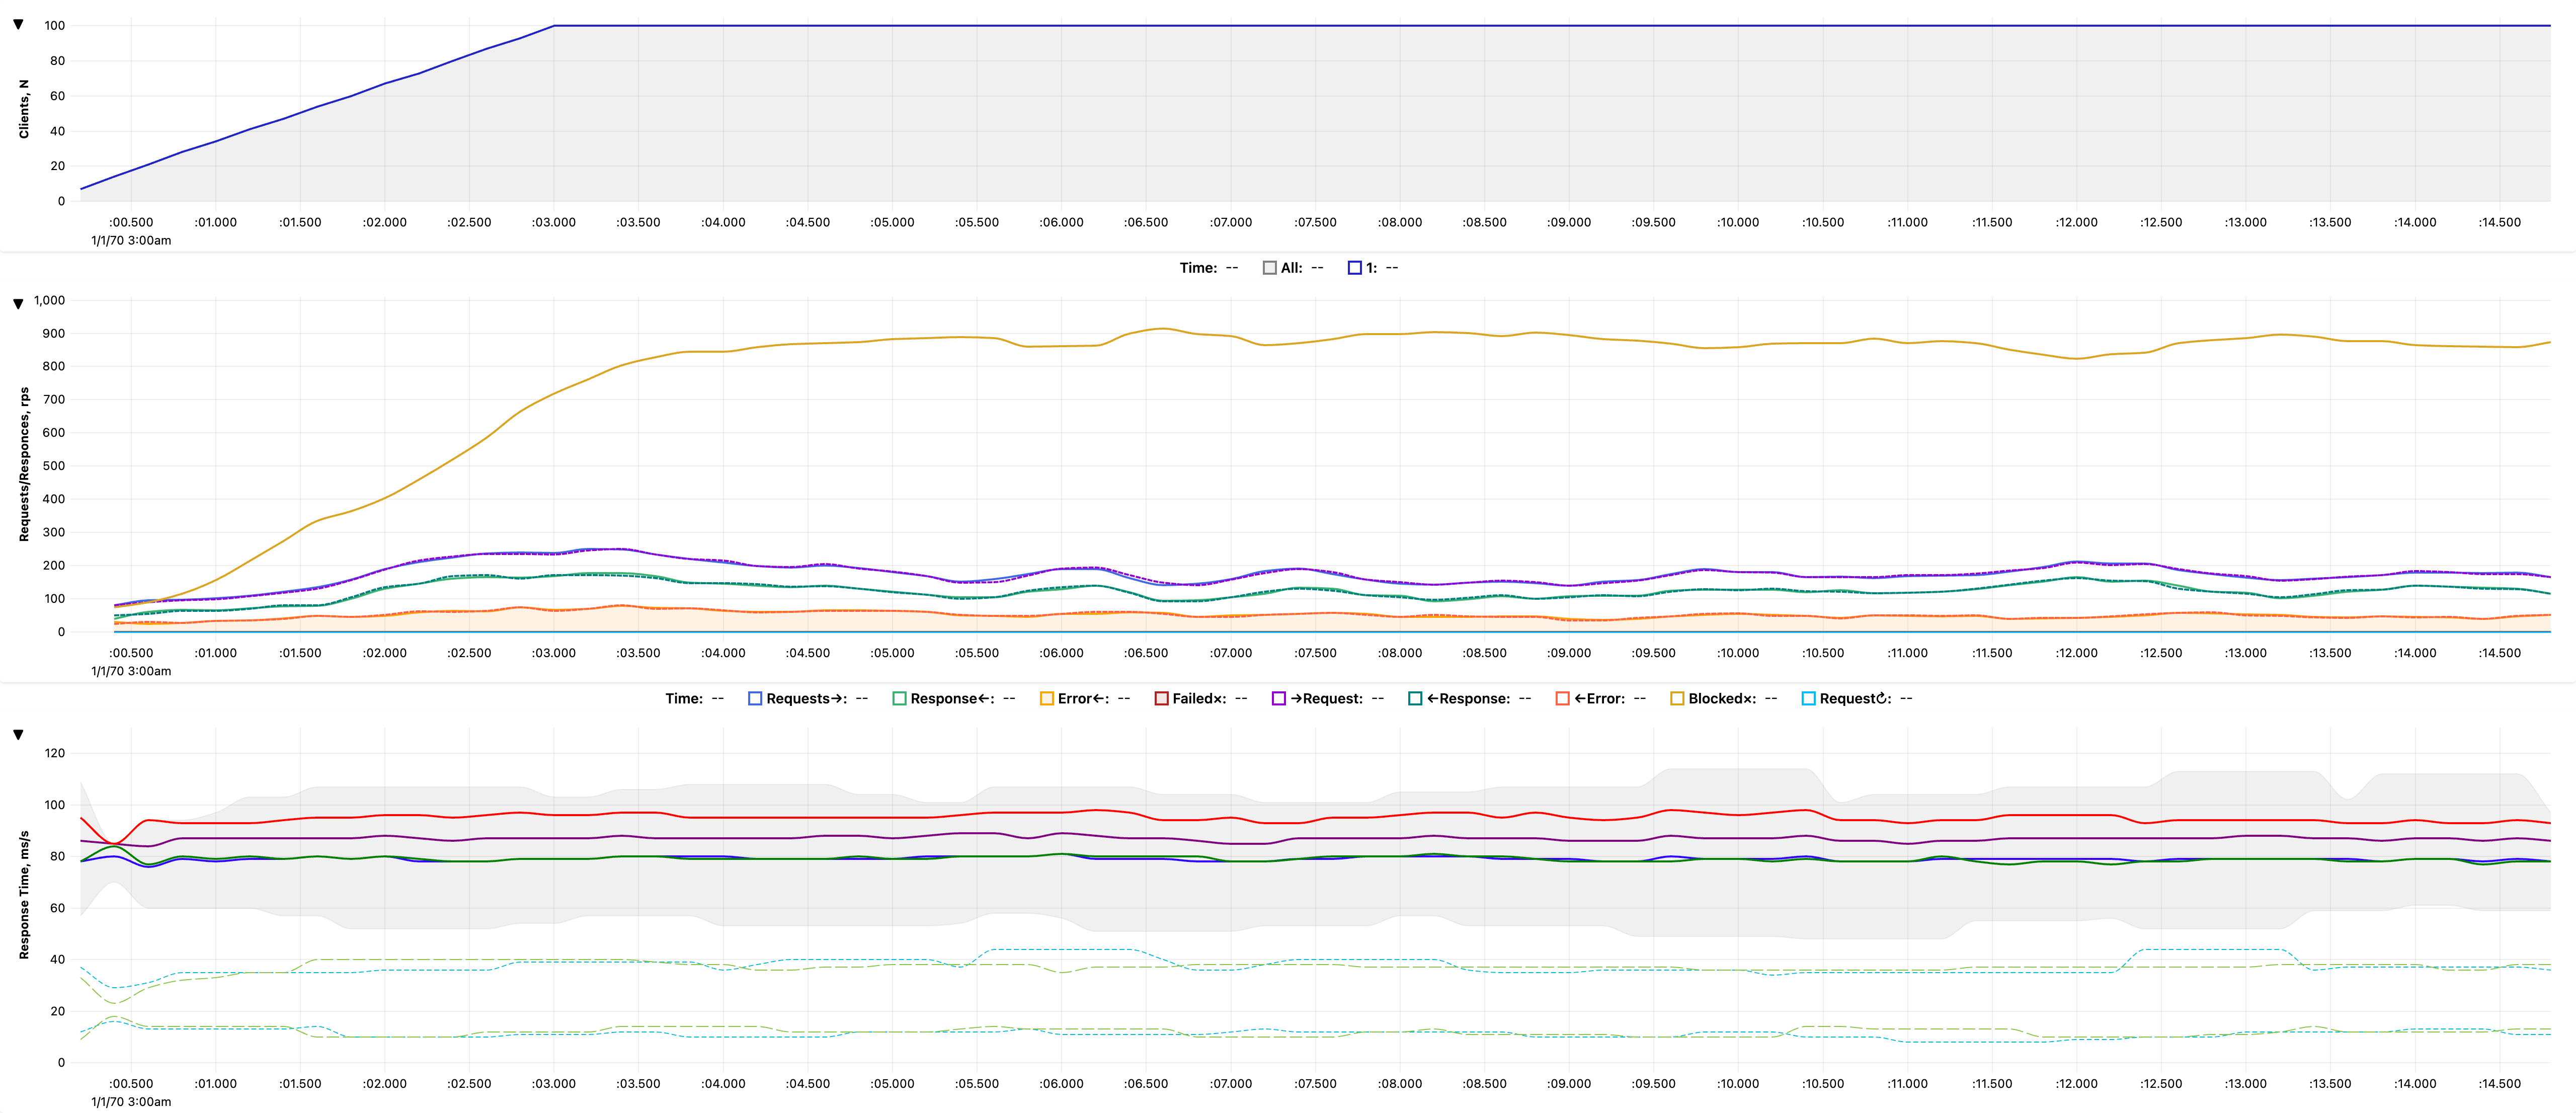 ▼
Clients, N
100
80
60
40
20
0
:00.500 :01.000 :01.500 :02.000 :02.500 :03.000 :03.500 :04.000 :04.500 :05.000 :05.500 :06.000 :06.500 :07.000 :07.500 :08.000 :08.500 :09.000 :09.500 :10.000 :10.500 :11.000 :11.500 :12.000 :12.500 :13.000 :13.500 :14.000 :14.500
1/1/70 3:00am
Time: -- All: -- 1: --
▼
Requests/Responces, rps
1,000
900
800
700
600
500
400
300
200
100
0
:00.500 :01.000 :01.500 :02.000 :02.500 :03.000 :03.500 :04.000 :04.500 :05.000 :05.500 :06.000 :06.500 :07.000 :07.500 :08.000 :08.500 :09.000 :09.500 :10.000 :10.500 :11.000 :11.500 :12.000 :12.500 :13.000 :13.500 :14.000 :14.500
1/1/70 3:00am
Time: -- Requests→: -- Response←: -- Error←: -- Failed×: -- →Request: -- ←Response: -- ←Error: -- Blocked×: -- Request↻: --
▼
Response Time, ms/s
120
100
80
60
40
20
0
:00.500 :01.000 :01.500 :02.000 :02.500 :03.000 :03.500 :04.000 :04.500 :05.000 :05.500 :06.000 :06.500 :07.000 :07.500 :08.000 :08.500 :09.000 :09.500 :10.000 :10.500 :11.000 :11.500 :12.000 :12.500 :13.000 :13.500 :14.000 :14.500
1/1/70 3:00am